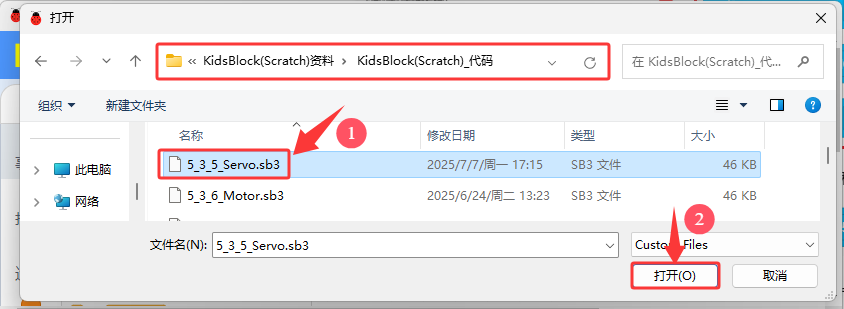 打开
« KidsBlock(Scratch)资料 › KidsBlock(Scratch)_代码
在 KidsBlock(Scratch)_代...
组织
新建文件夹
名称 修改日期 类型 大小
1
5_3_5_Servo.sb3 2025/7/7/周一 17:15 SB3 文件 46 KB
此电脑
5_3_6_Motor.sb3 2025/6/24/周二 13:23 SB3 文件 46 KB
网络
2
文件名(N): 5_3_5_Servo.sb3 Custom Files
打开(O) 取消